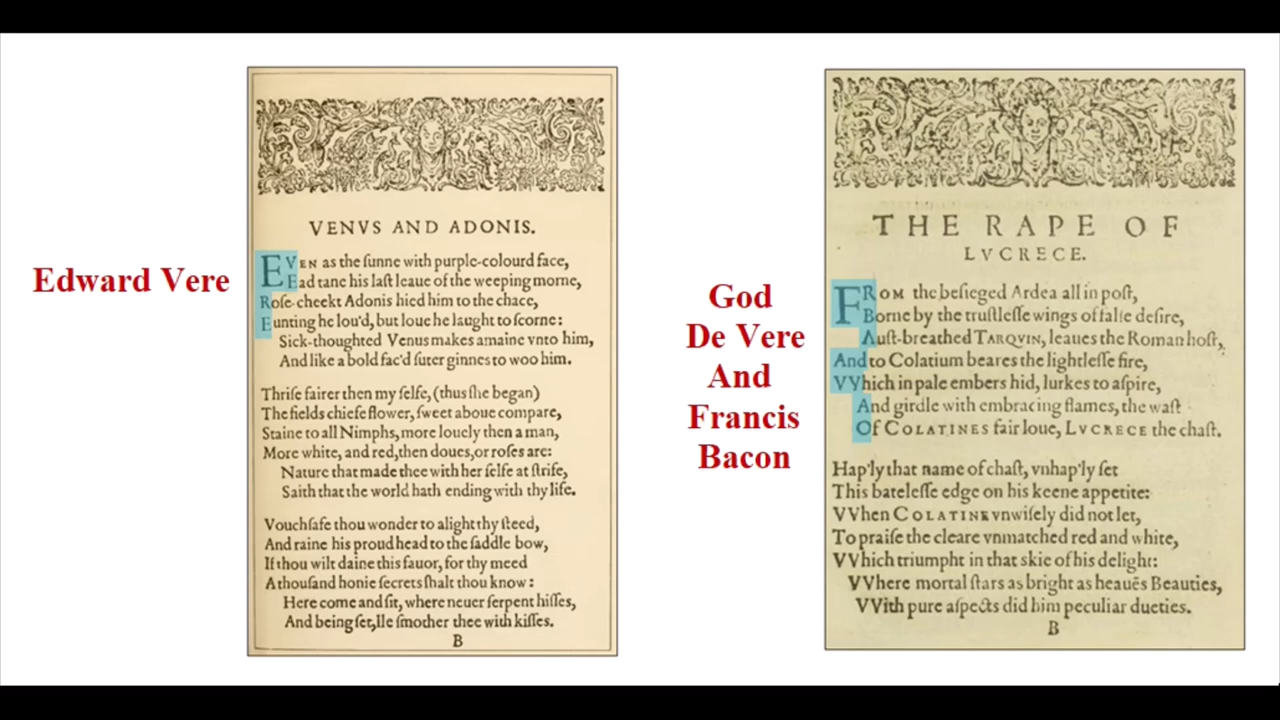 Edward Vere
VENVS AND ADONIS.
EVEN as the ſunne with purple-colourd face,
Ead tane his laſt leaue of the weeping morne,
Roſe-cheekt Adonis hied him to the chace,
Eunting he lou'd, but loue he laught to ſcorne:
Sick-thoughted Venus makes amaine vnto him,
And like a bold fac'd ſuter ginnes to woo him.
Thriſe fairer then my ſelfe, (thus ſhe began)
The fields chiefe flower, ſweet aboue compare,
Staine to all Nimphs, more louely then a man,
More white, and red, then doues, or roſes are:
Nature that made thee with her ſelfe at ſtrife,
Saith that the world hath ending with thy life.
Vouchſafe thou wonder to alight thy ſteed,
And raine his proud head to the ſaddle bow,
If thou wilt daine this fauor, for thy meed
A thouſand honie ſecrets ſhalt thou know:
Here come and ſit, where neuer ſerpent hiſſes,
And being ſet, Ile ſmother thee with kiſſes.
B
God
De Vere
And
Francis
Bacon
THE RAPE OF
LVCRECE.
FROM the beſieged Ardea all in poſt,
Borne by the truſtleſſe wings of falſe deſire,
Auſt-breathed TARQVIN, leaues the Roman hoſt,
And to Colatium beares the lightleſſe fire,
VVhich in pale embers hid, lurkes to aſpire,
And girdle with embracing flames, the waſt
Of COLATINES fair loue, LVCRECE the chaſt.
Hap'ly that name of chaſt, vnhap'ly ſet
This bateleſſe edge on his keene appetite:
VVhen COLATINE vnwiſely did not let,
To praiſe the cleare vnmatched red and white,
VVhich triumpht in that skie of his delight:
VVhere mortal ſtars as bright as heauēs Beauties,
VVith pure aſpects did him peculiar dueties.
B